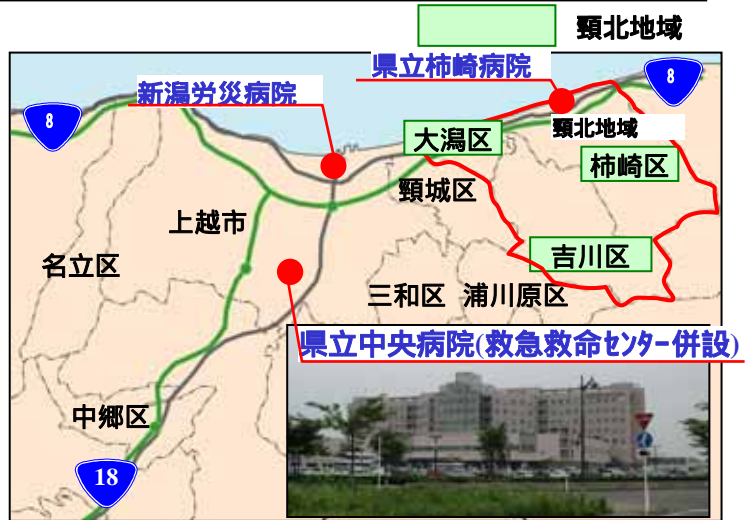 頸北地域
県立柿崎病院
8
新潟労災病院
8
頸北地域
大潟区
柿崎区
頸城区
上越市
吉川区
名立区
三和区
浦川原区
県立中央病院(救急救命センター併設)
中郷区
18